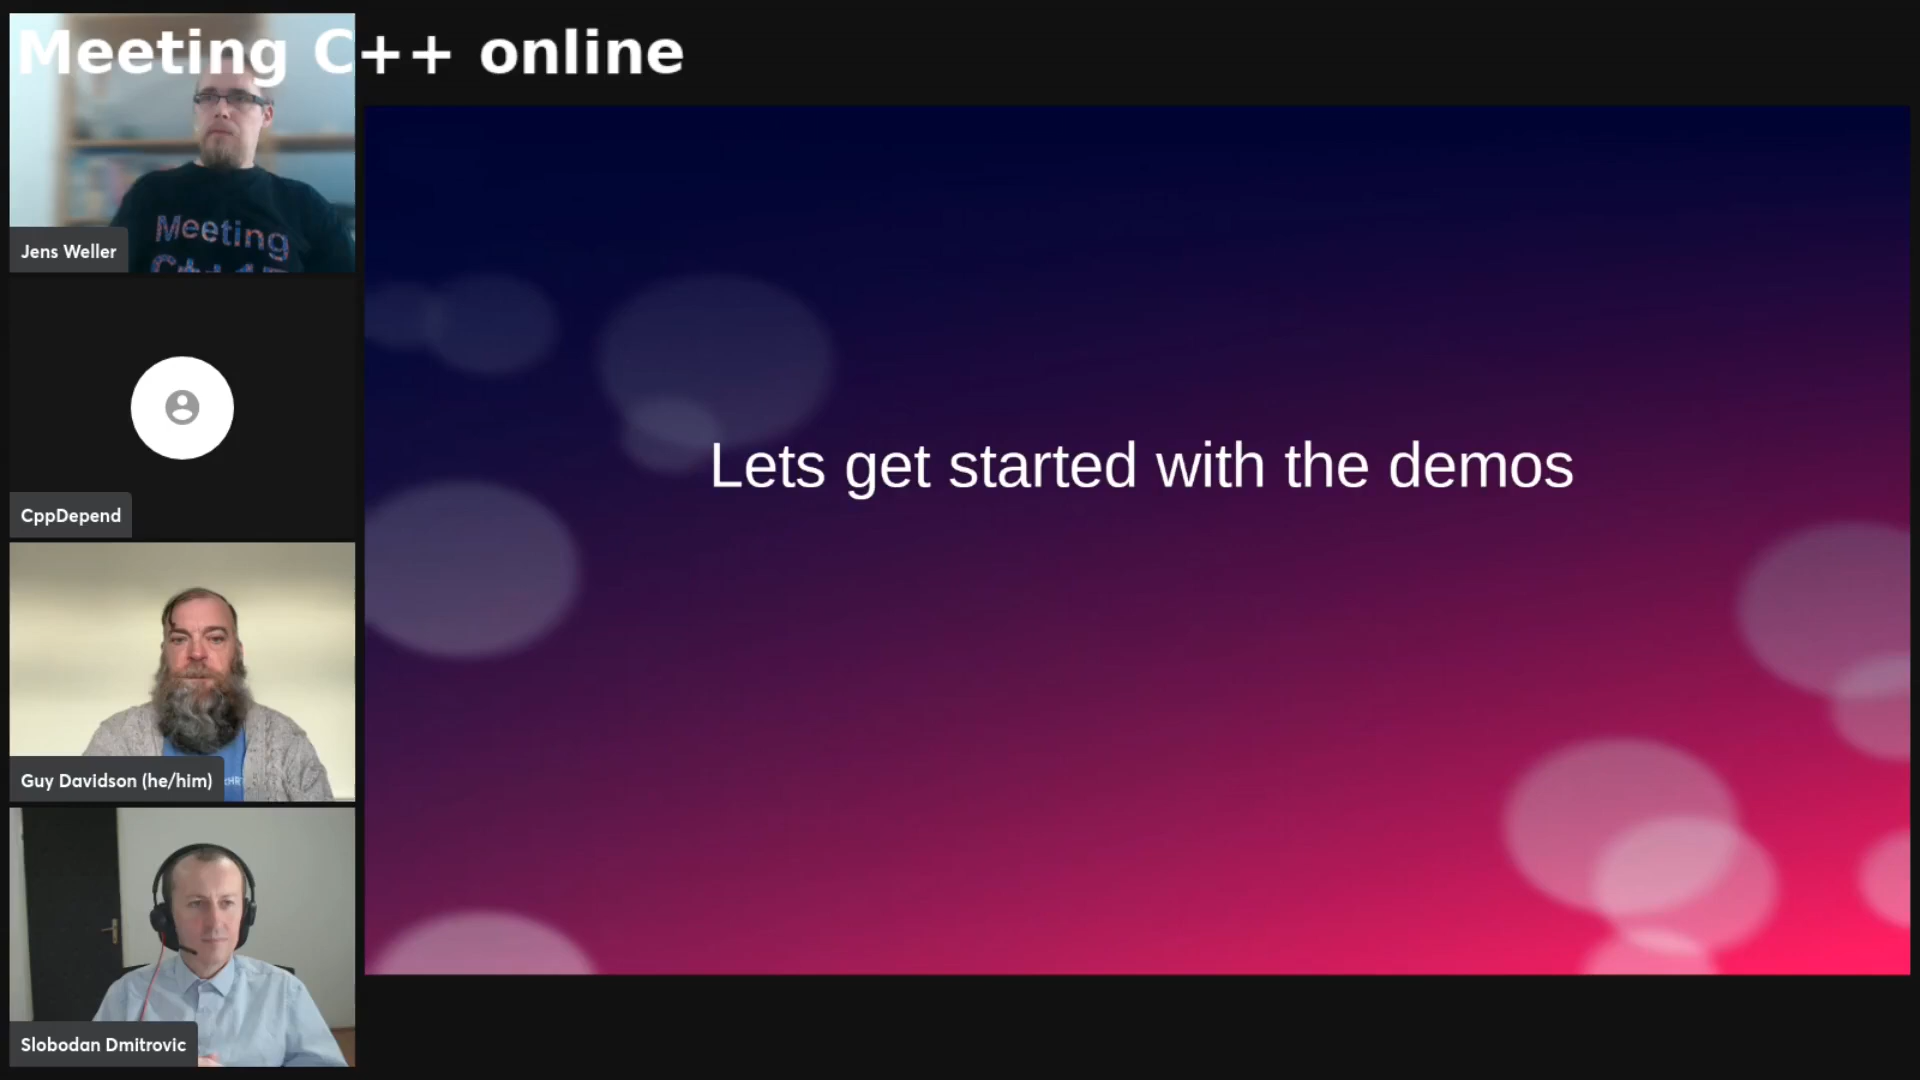 Meeting C++ online
Meeting
Jens Weller
CppDepend
Guy Davidson (he/him)
Slobodan Dmitrovic
Lets get started with the demos